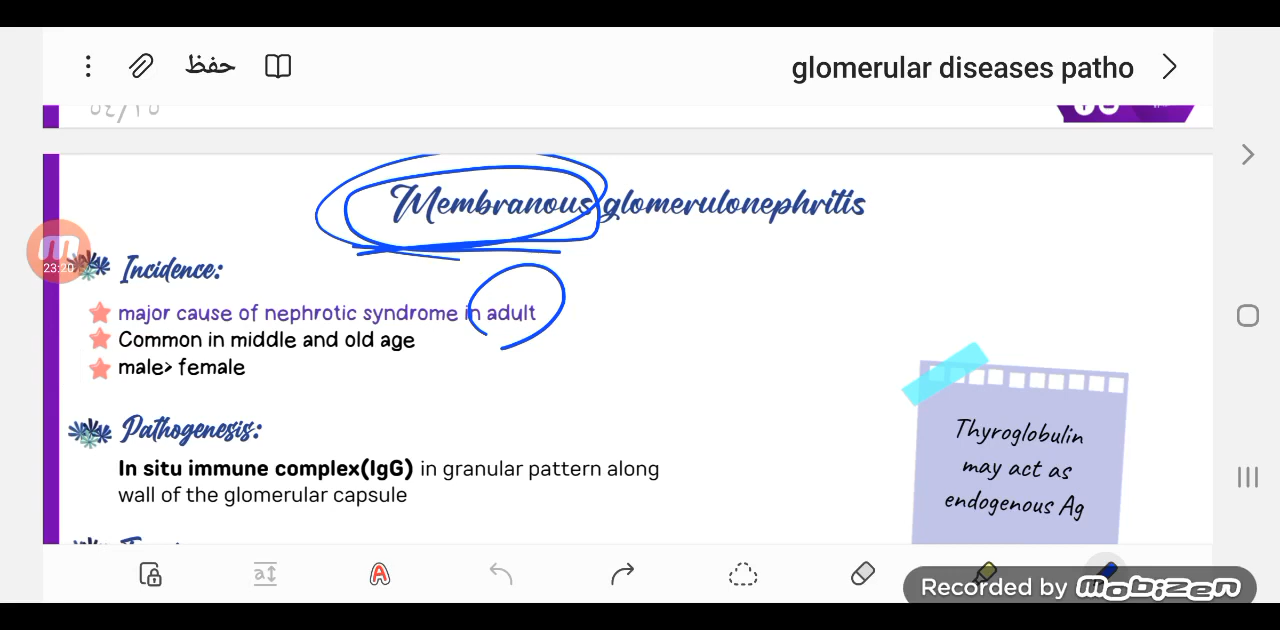 حفظ
glomerular diseases patho
Membranous glomerulonephritis
23:20
Incidence:
major cause of nephrotic syndrome in adult
Common in middle and old age
male> female
Pathogenesis:
In situ immune complex(IgG) in granular pattern along
wall of the glomerular capsule
Thyroglobulin
may act as
endogenous Ag
Recorded by mobizen